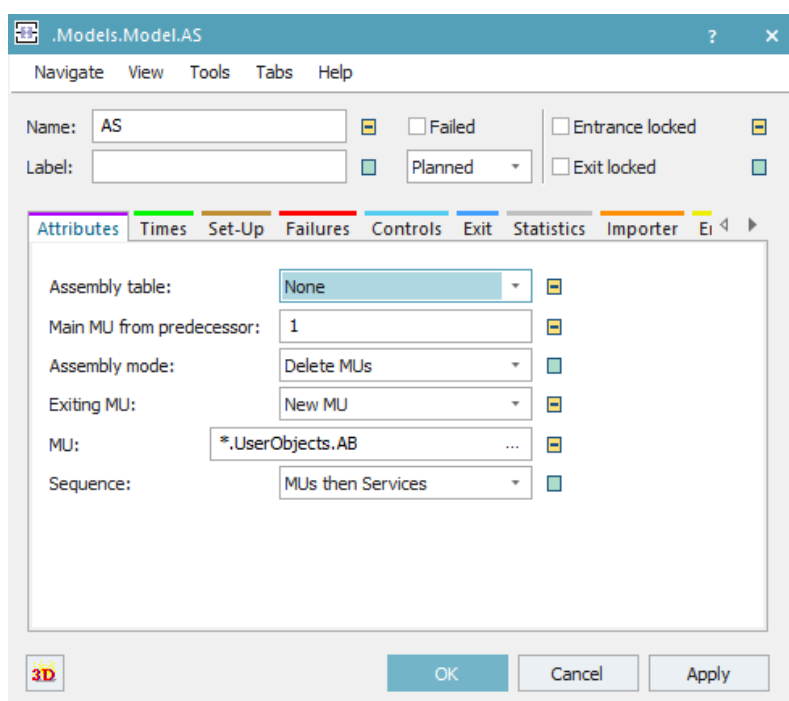 .Models.Model.AS ? ×
Navigate View Tools Tabs Help
Name: AS Failed Entrance locked
Label: Planned Exit locked
Attributes Times Set-Up Failures Controls Exit Statistics Importer
Assembly table: None
Main MU from predecessor: 1
Assembly mode: Delete MUs
Exiting MU: New MU
MU: *.UserObjects.AB ...
Sequence: MUs then Services
3D OK Cancel Apply